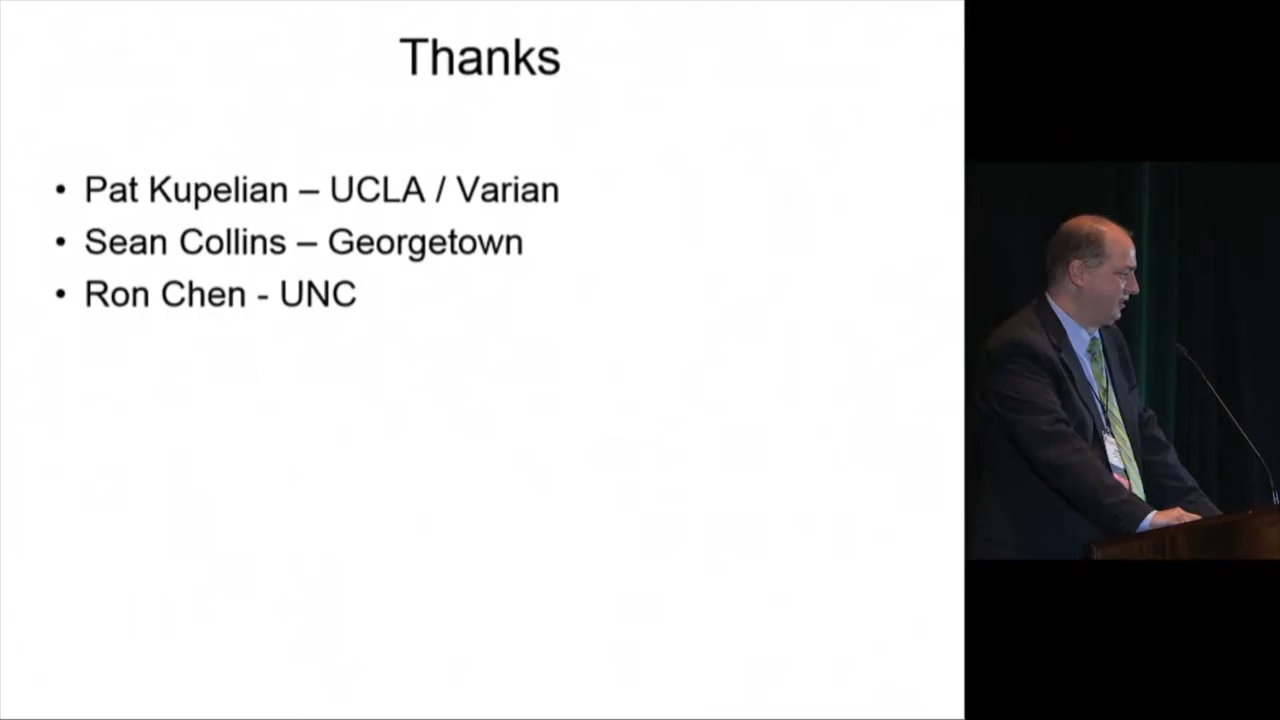 Thanks
• Pat Kupelian – UCLA / Varian
• Sean Collins – Georgetown
• Ron Chen - UNC